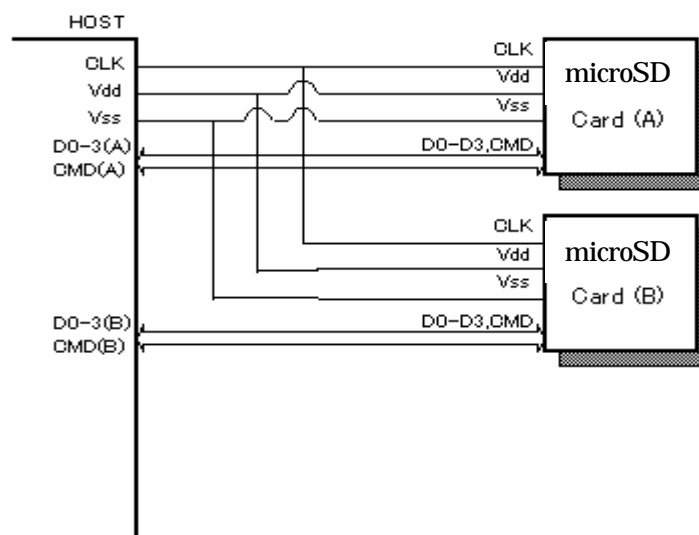 HOST
CLK
Vdd
Vss
D0-3(A)
CMD(A)
CLK
Vdd
Vss
D0-D3,CMD
microSD
Card (A)
D0-3(B)
CMD(B)
CLK
Vdd
Vss
D0-D3,CMD
microSD
Card (B)